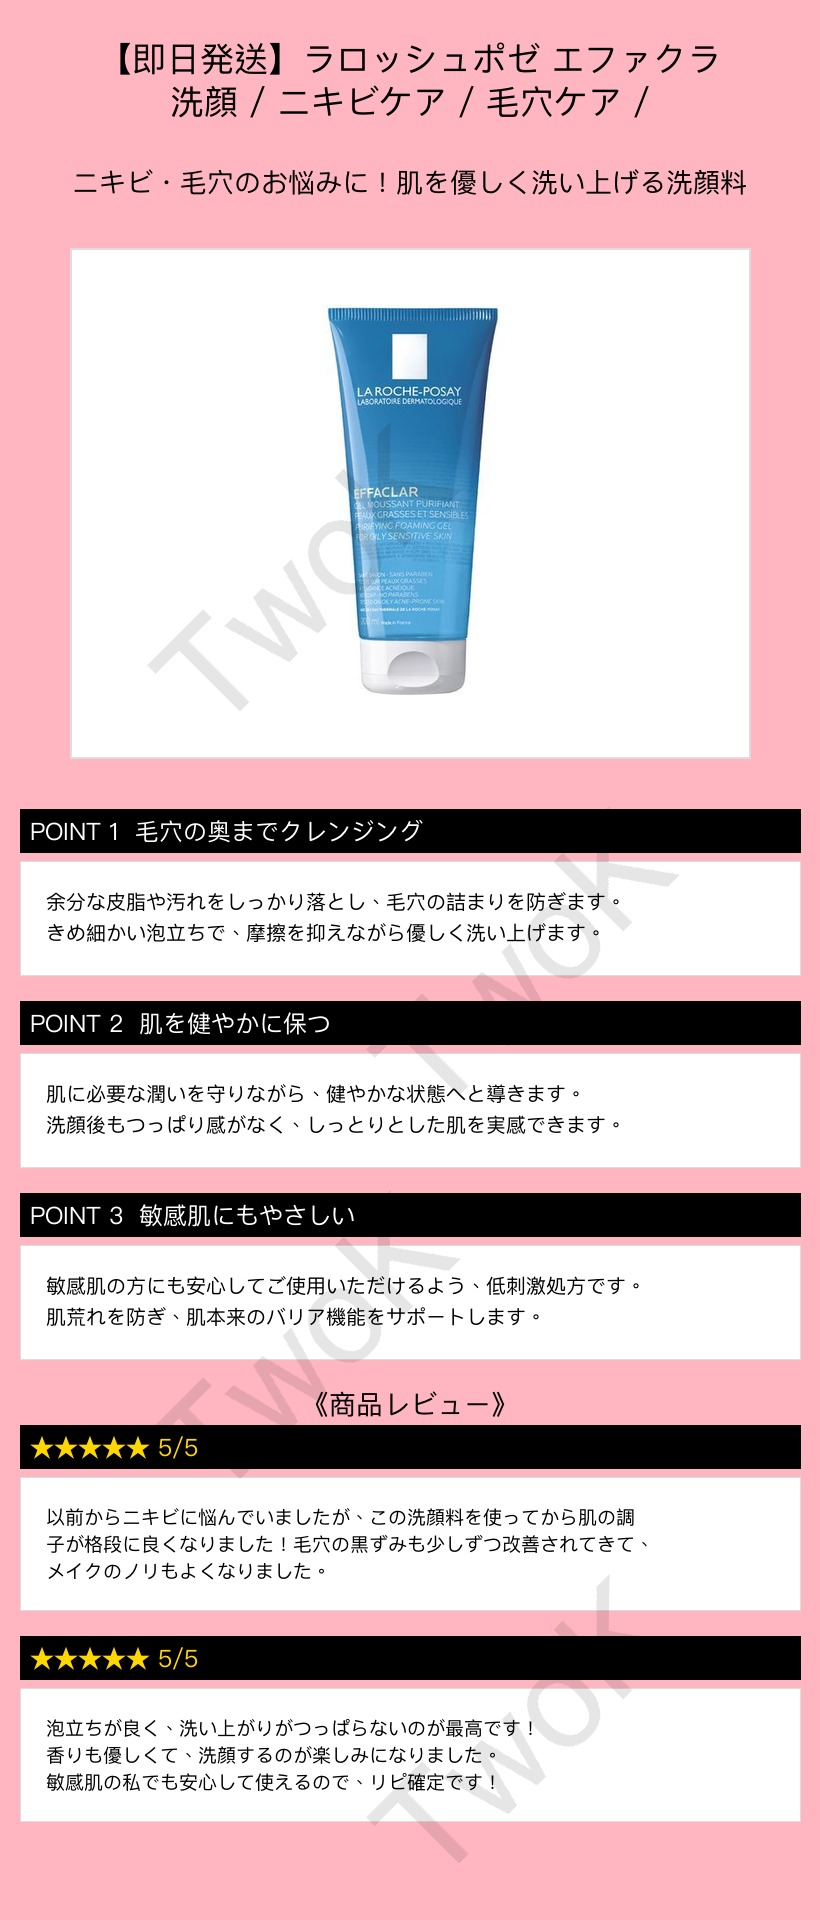 【即日発送】ラロッシュポゼ エファクラ
洗顔 / ニキビケア / 毛穴ケア /
ニキビ・毛穴のお悩みに！肌を優しく洗い上げる洗顔料
LA ROCHE-POSAY
LABORATOIRE DERMATOLOGIQUE
EFFACLAR
GEL MOUSSANT PURIFIANT
PEAUX GRASSES ET SENSIBLES
PURIFYING FOAMING GEL
FOR OILY SENSITIVE SKIN
SANS SAVON - SANS PARABEN
SUR PEAUX GRASSES
ACNÉIQUE
NO PARABENS
ON OILY ACNE-PRONE SKIN
THERMALE DE LA ROCHE-POSAY
200 ml Made in France
Twok
POINT 1 毛穴の奥までクレンジング
余分な皮脂や汚れをしっかり落とし、毛穴の詰まりを防ぎます。
きめ細かい泡立ちで、摩擦を抑えながら優しく洗い上げます。
Twok
POINT 2 肌を健やかに保つ
肌に必要な潤いを守りながら、健やかな状態へと導きます。
洗顔後もつっぱり感がなく、しっとりとした肌を実感できます。
POINT 3 敏感肌にもやさしい
敏感肌の方にも安心してご使用いただけるよう、低刺激処方です。
肌荒れを防ぎ、肌本来のバリア機能をサポートします。
Twok
《商品レビュー》
★★★★★ 5/5
以前からニキビに悩んでいましたが、この洗顔料を使ってから肌の調
子が格段に良くなりました！毛穴の黒ずみも少しずつ改善されてきて、
メイクのノリもよくなりました。
★★★★★ 5/5
泡立ちが良く、洗い上がりがつっぱらないのが最高です！
香りも優しくて、洗顔するのが楽しみになりました。
敏感肌の私でも安心して使えるので、リピ確定です！
Twok